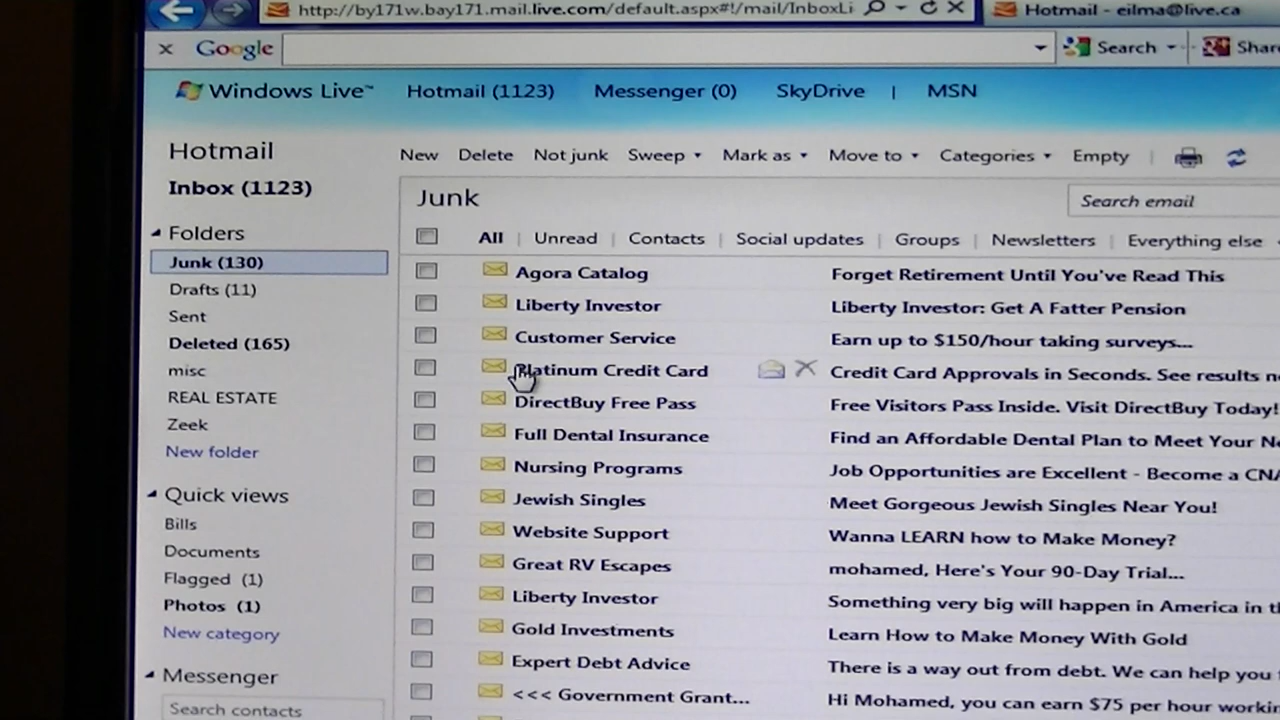 http://by171w.bay171.mail.live.com/default.aspx#!/mail/InboxLi
Hotmail - eilma@live.ca
x Google
Search
Shar
Windows Live™ Hotmail (1123) Messenger (0) SkyDrive | MSN
Hotmail
Inbox (1123)
Folders
Junk (130)
Drafts (11)
Sent
Deleted (165)
misc
REAL ESTATE
Zeek
New folder
Quick views
Bills
Documents
Flagged (1)
Photos (1)
New category
Messenger
Search contacts
New Delete Not junk Sweep Mark as Move to Categories Empty
Junk
Search email
All | Unread | Contacts | Social updates | Groups | Newsletters | Everything else
Agora Catalog Forget Retirement Until You've Read This
Liberty Investor Liberty Investor: Get A Fatter Pension
Customer Service Earn up to $150/hour taking surveys...
Platinum Credit Card Credit Card Approvals in Seconds. See results no
DirectBuy Free Pass Free Visitors Pass Inside. Visit DirectBuy Today!
Full Dental Insurance Find an Affordable Dental Plan to Meet Your Ne
Nursing Programs Job Opportunities are Excellent - Become a CNA
Jewish Singles Meet Gorgeous Jewish Singles Near You!
Website Support Wanna LEARN how to Make Money?
Great RV Escapes mohamed, Here's Your 90-Day Trial...
Liberty Investor Something very big will happen in America in t
Gold Investments Learn How to Make Money With Gold
Expert Debt Advice There is a way out from debt. We can help you
<<< Government Grant... Hi Mohamed, you can earn $75 per hour workin